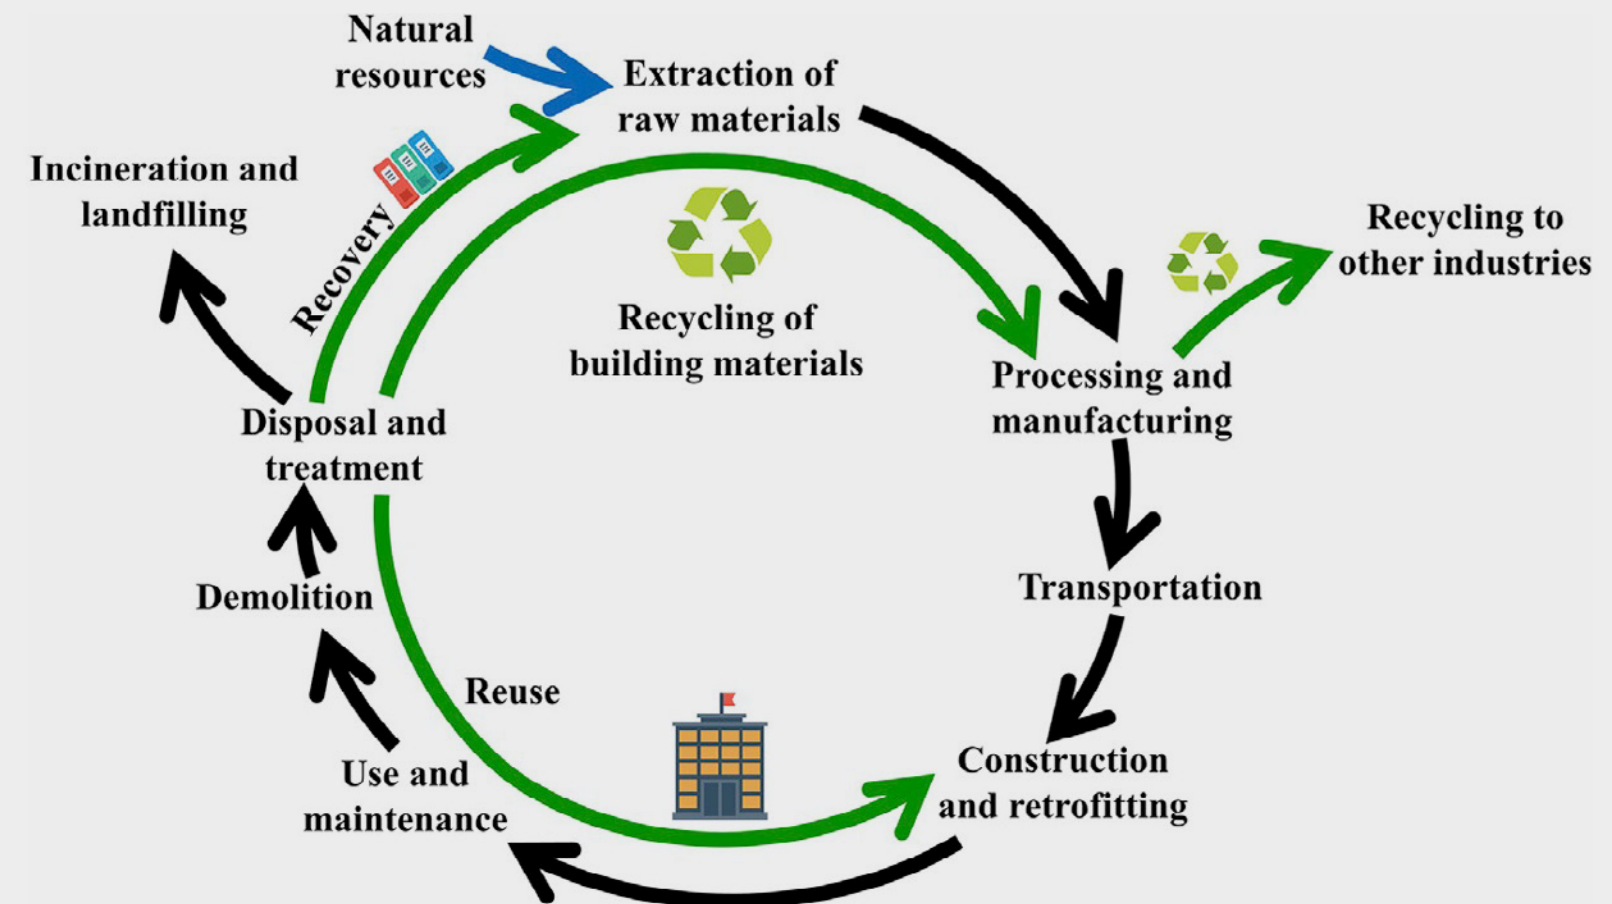 Natural
resources
Extraction of
raw materials
Incineration and
landfilling
Recovery
Recycling to
other industries
Recycling of
building materials
Processing and
manufacturing
Disposal and
treatment
Demolition
Transportation
Reuse
Use and
maintenance
Construction
and retrofitting